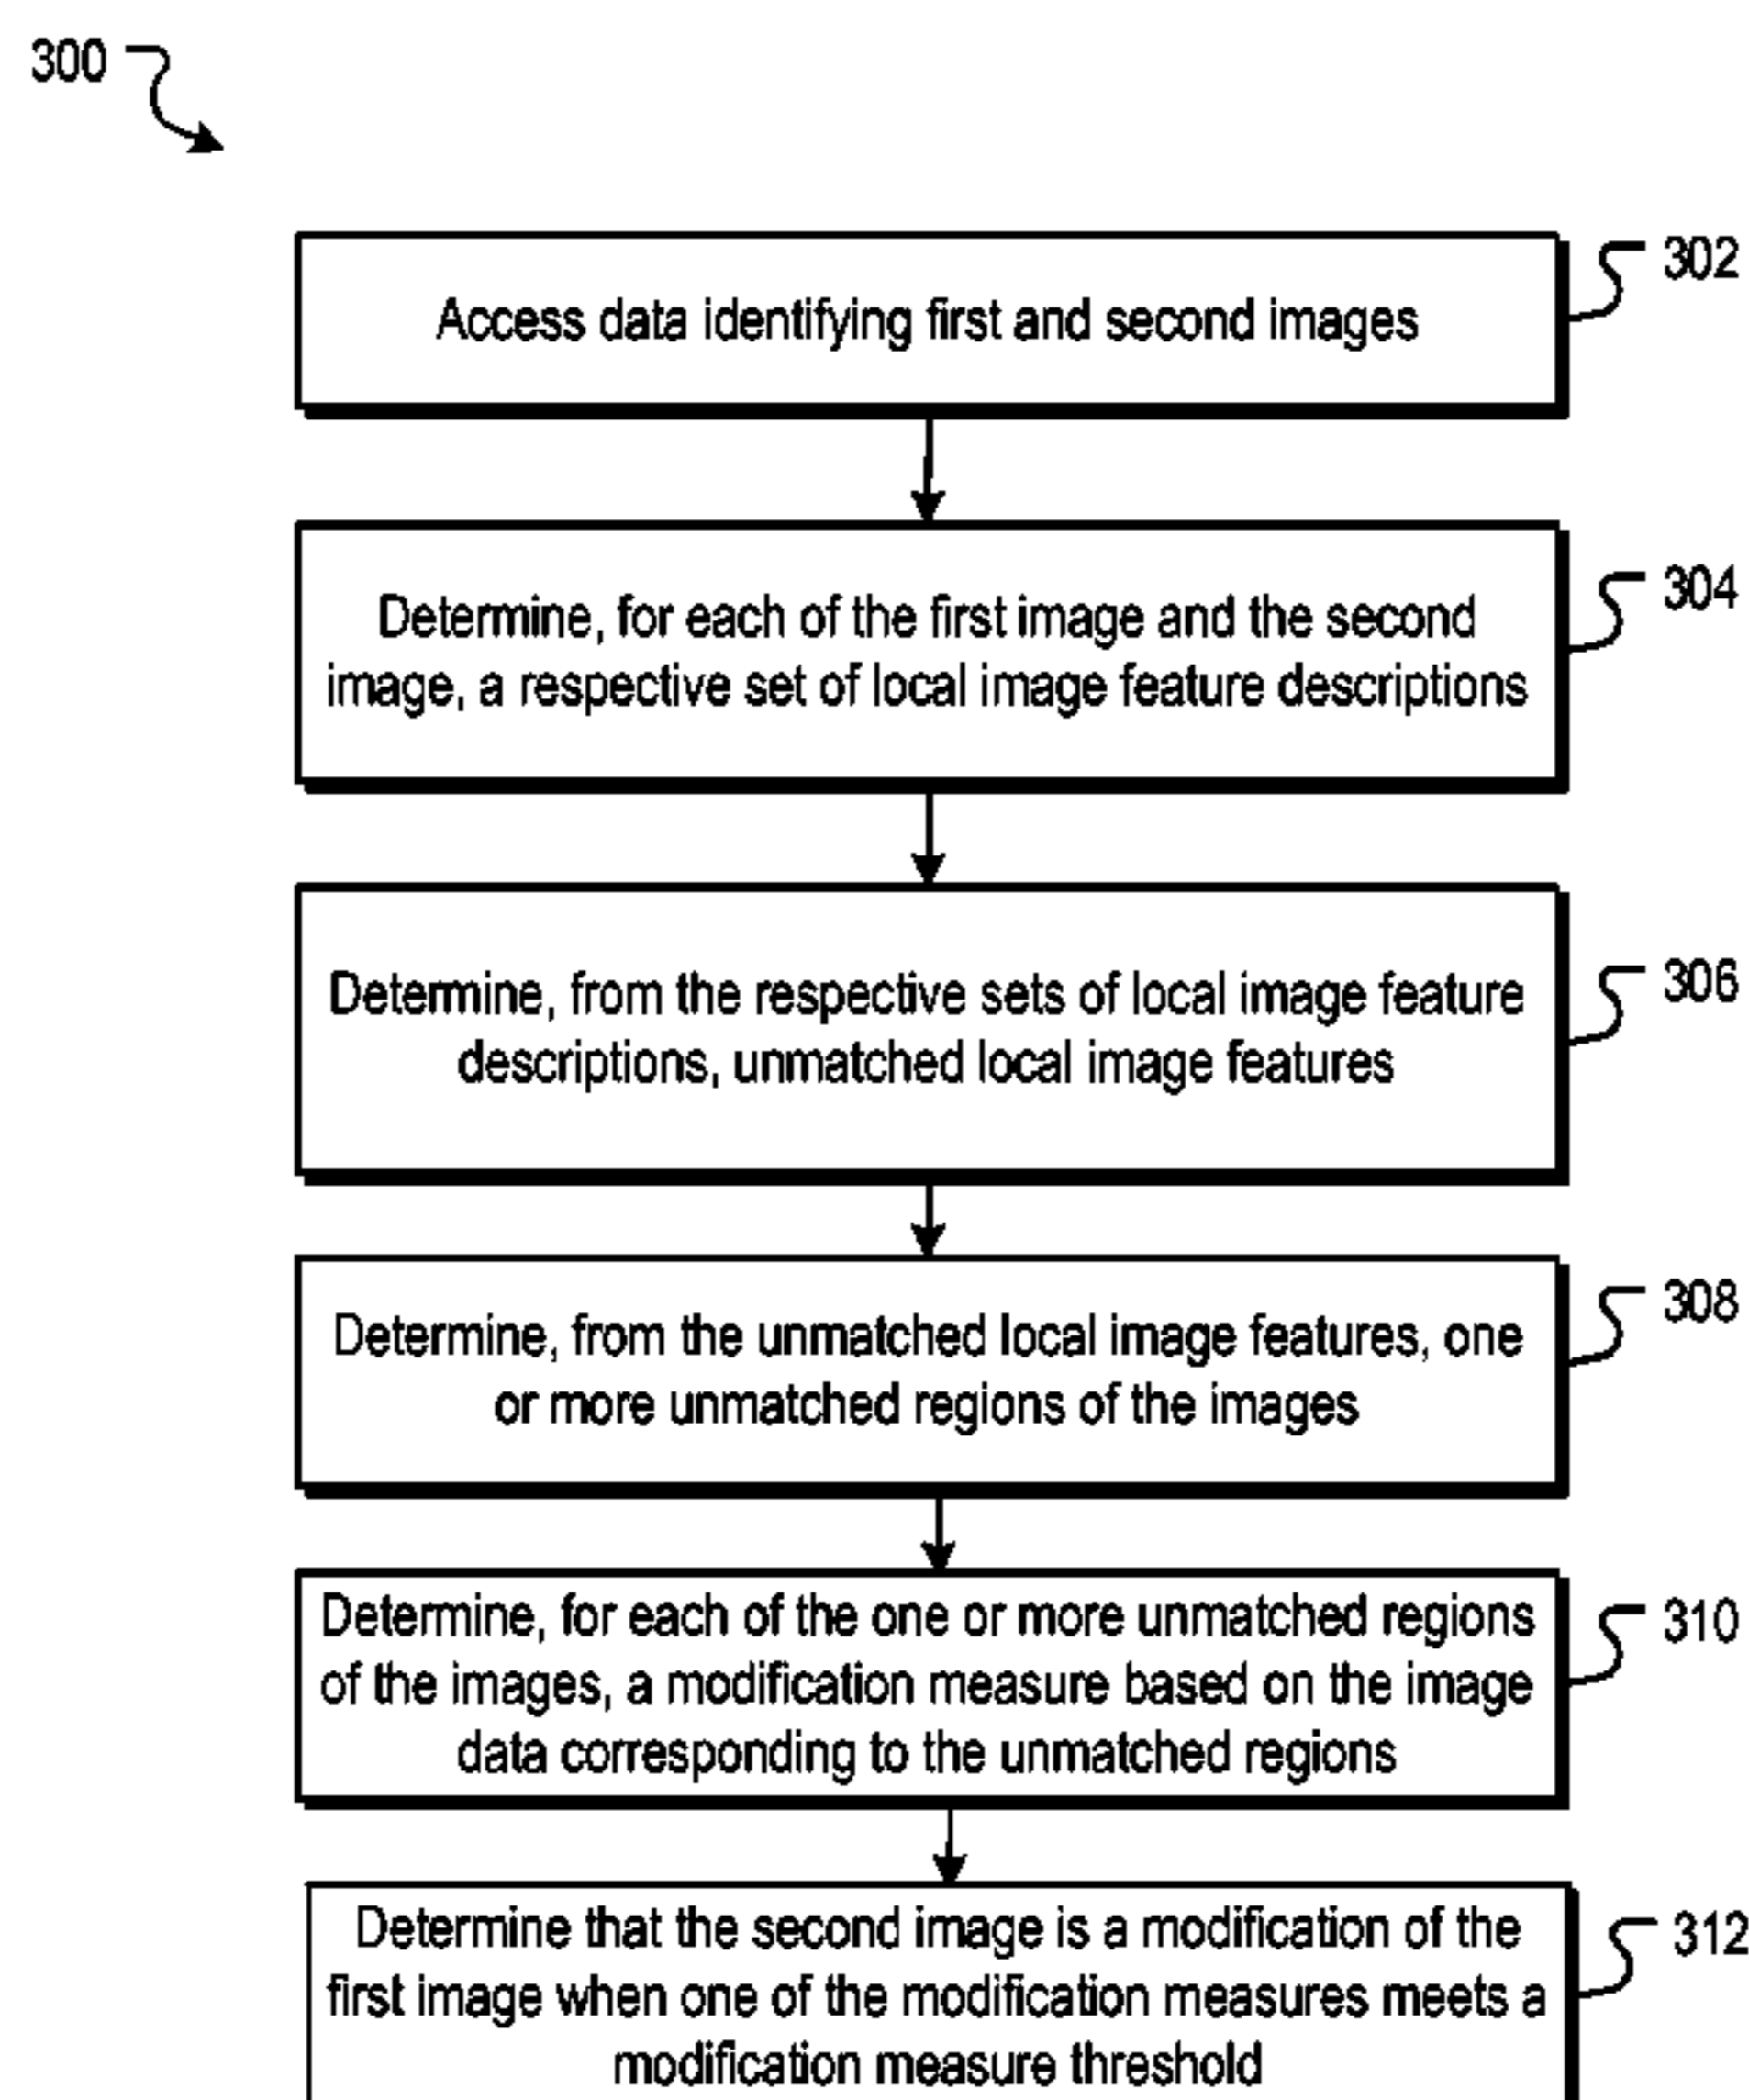 300
Access data identifying first and second images
302
Determine, for each of the first image and the second
image, a respective set of local image feature descriptions
304
Determine, from the respective sets of local image feature
descriptions, unmatched local image features
306
Determine, from the unmatched local image features, one
or more unmatched regions of the images
308
Determine, for each of the one or more unmatched regions
of the images, a modification measure based on the image
data corresponding to the unmatched regions
310
Determine that the second image is a modification of the
first image when one of the modification measures meets a
modification measure threshold
312